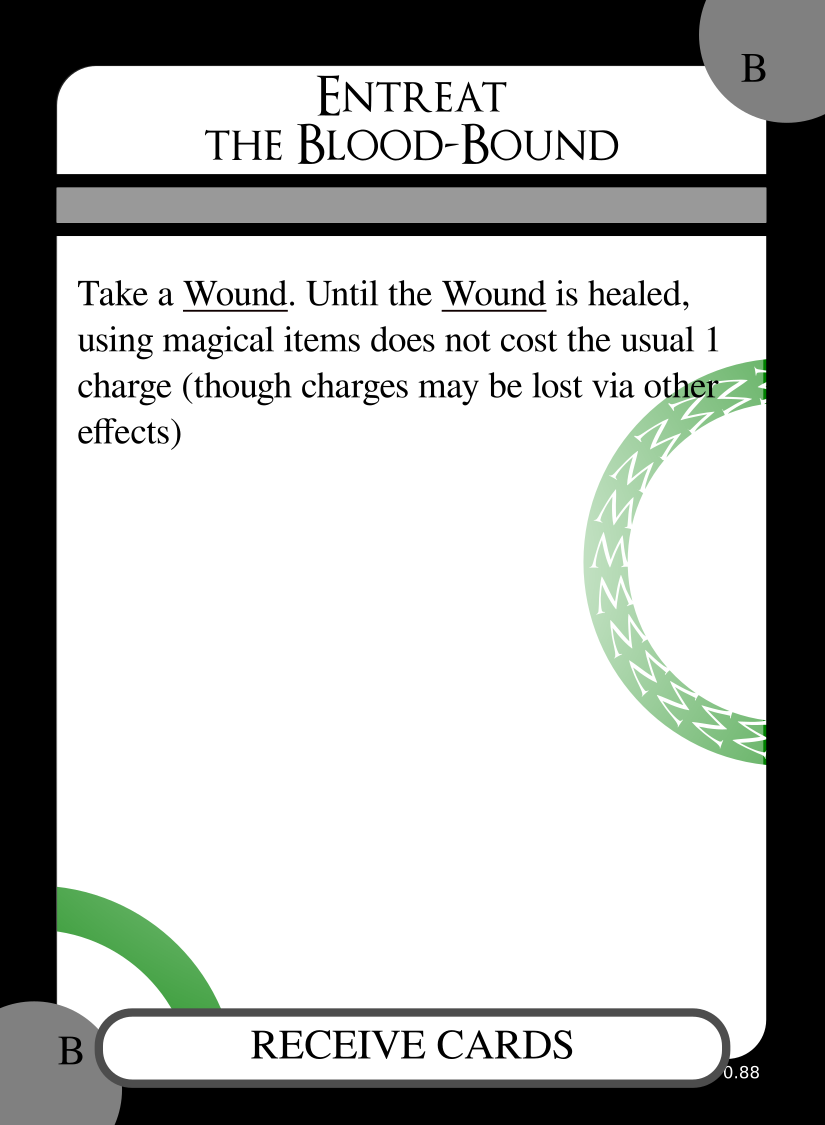 B
Entreat
the Blood-Bound
Take a Wound. Until the Wound is healed,
using magical items does not cost the usual 1
charge (though charges may be lost via other
effects)
M M M M M M M M M M M M
B
RECEIVE CARDS
0.88